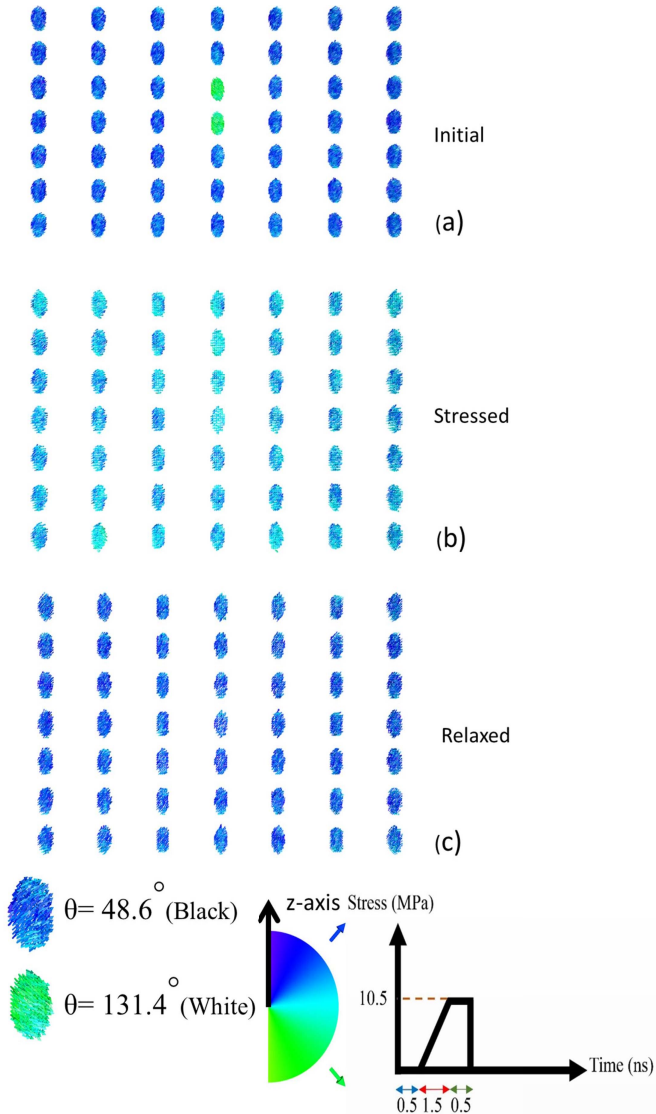 Initial
(a)
Stressed
(b)
Relaxed
(c)
θ= 48.6° (Black)
θ= 131.4° (White)
z-axis
Stress (MPa)
10.5
Time (ns)
0.5 1.5 0.5